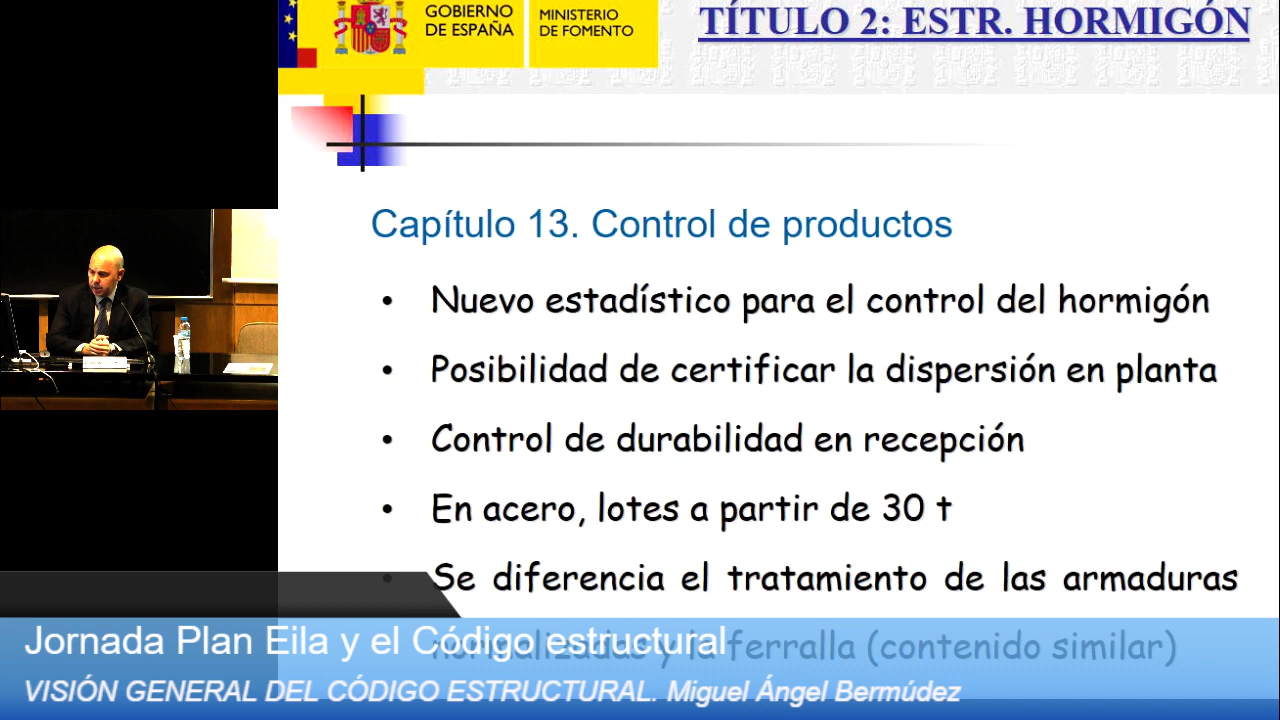 GOBIERNO
DE ESPAÑA
MINISTERIO
DE FOMENTO
TÍTULO 2: ESTR. HORMIGÓN
Capítulo 13. Control de productos
• Nuevo estadístico para el control del hormigón
• Posibilidad de certificar la dispersión en planta
• Control de durabilidad en recepción
• En acero, lotes a partir de 30 t
• Se diferencia el tratamiento de las armaduras
normalizadas y la ferralla (contenido similar)
Jornada Plan Eila y el Código estructural
VISIÓN GENERAL DEL CÓDIGO ESTRUCTURAL. Miguel Ángel Bermúdez